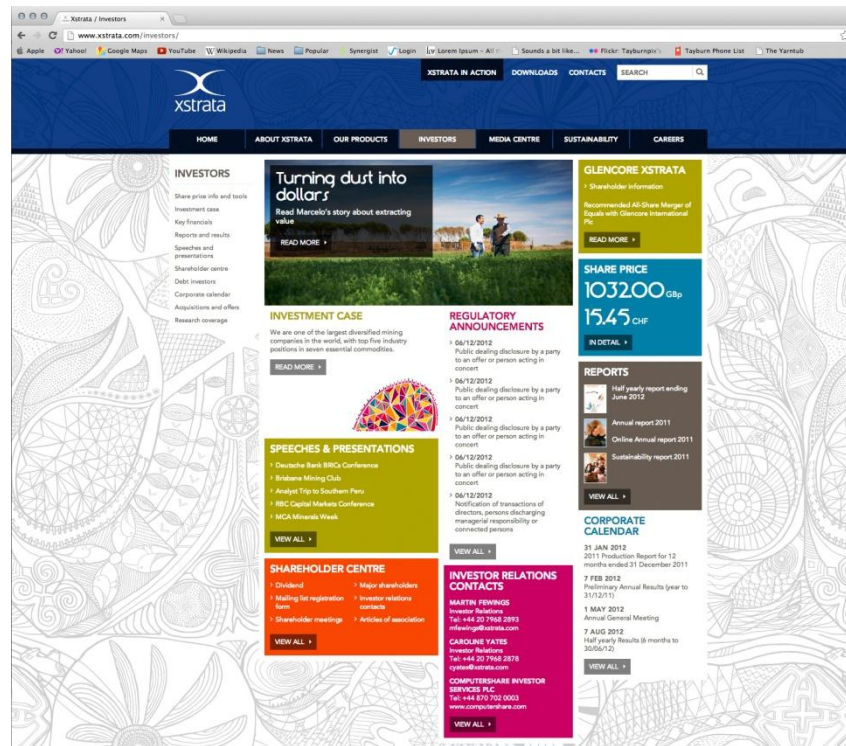 Xstrata / Investors
www.xstrata.com/investors/
Apple
Yahoo!
Google Maps
YouTube
Wikipedia
News
Popular
Synergist
Login
Lorem Ipsum – All
Sounds a bit like...
Flickr: Tayburnpix's
Tayburn Phone List
The Yarntub
XSTRATA IN ACTION
DOWNLOADS
CONTACTS
SEARCH
xstrata
HOME
ABOUT XSTRATA
OUR PRODUCTS
INVESTORS
MEDIA CENTRE
SUSTAINABILITY
CAREERS
INVESTORS
Share price info and tools
Investment case
Key financials
Reports and results
Speeches and
presentations
Shareholder centre
Debt investors
Corporate calendar
Acquisitions and offers
Research coverage
Turning dust into
dollars
Read Marcelo's story about extracting
value
READ MORE
INVESTMENT CASE
We are one of the largest diversified mining
companies in the world, with top five industry
positions in seven essential commodities.
READ MORE
SPEECHES & PRESENTATIONS
Deutsche Bank BRICs Conference
Brisbane Mining Club
Analyst Trip to Southern Peru
RBC Capital Markets Conference
MCA Minerals Week
VIEW ALL
SHAREHOLDER CENTRE
Dividend
Mailing list registration
form
Shareholder meetings
Major shareholders
Investor relations
contacts
Articles of association
VIEW ALL
REGULATORY
ANNOUNCEMENTS
06/12/2012
Public dealing disclosure by a party
to an offer or person acting in
concert
06/12/2012
Public dealing disclosure by a party
to an offer or person acting in
concert
06/12/2012
Public dealing disclosure by a party
to an offer or person acting in
concert
06/12/2012
Public dealing disclosure by a party
to an offer or person acting in
concert
06/12/2012
Notification of transactions of
directors, persons discharging
managerial responsibility or
connected persons
VIEW ALL
INVESTOR RELATIONS
CONTACTS
MARTIN FEWINGS
Investor Relations
Tel: +44 20 7968 2893
mfewings@xstrata.com
CAROLINE YATES
Investor Relations
Tel: +44 20 7968 2878
cyates@xstrata.com
COMPUTERSHARE INVESTOR
SERVICES PLC
Tel: +44 870 702 0003
www.computershare.com
VIEW ALL
GLENCORE XSTRATA
Shareholder information
Recommended All-Share Merger of
Equals with Glencore International
Plc
READ MORE
SHARE PRICE
1032.00 GBp
15.45 CHF
IN DETAIL
REPORTS
Half yearly report ending
June 2012
Annual report 2011
Online Annual report 2011
Sustainability report 2011
VIEW ALL
CORPORATE
CALENDAR
31 JAN 2012
2011 Production Report for 12
months ended 31 December 2011
7 FEB 2012
Preliminary Annual Results (year to
31/12/11)
1 MAY 2012
Annual General Meeting
7 AUG 2012
Half yearly Results (6 months to
30/06/12)
VIEW ALL